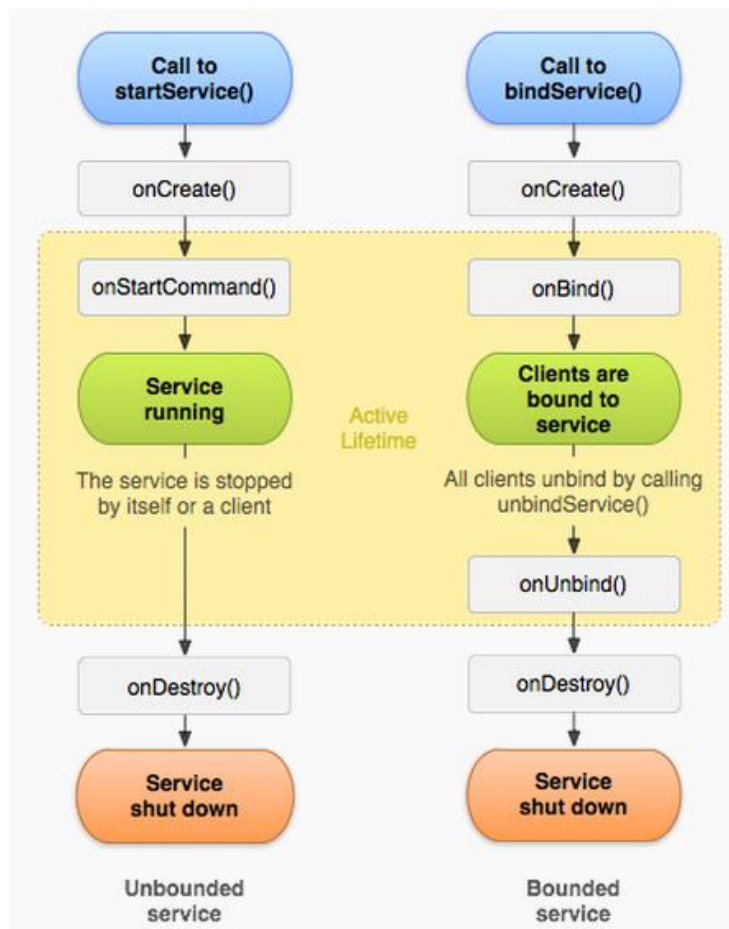 Call to
startService()
onCreate()
onStartCommand()
Service
running
The service is stopped
by itself or a client
onDestroy()
Service
shut down
Unbounded
service
Active
Lifetime
Call to
bindService()
onCreate()
onBind()
Clients are
bound to
service
All clients unbind by calling
unbindService()
onUnbind()
onDestroy()
Service
shut down
Bounded
service